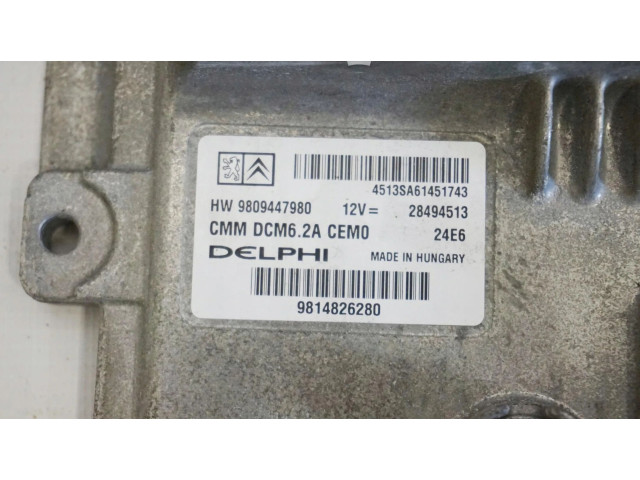 4513SA61451743
HW 9809447980 12V= 28494513
CMM DCM6.2A CEM0 24E6
DELPHI MADE IN HUNGARY
9814826280